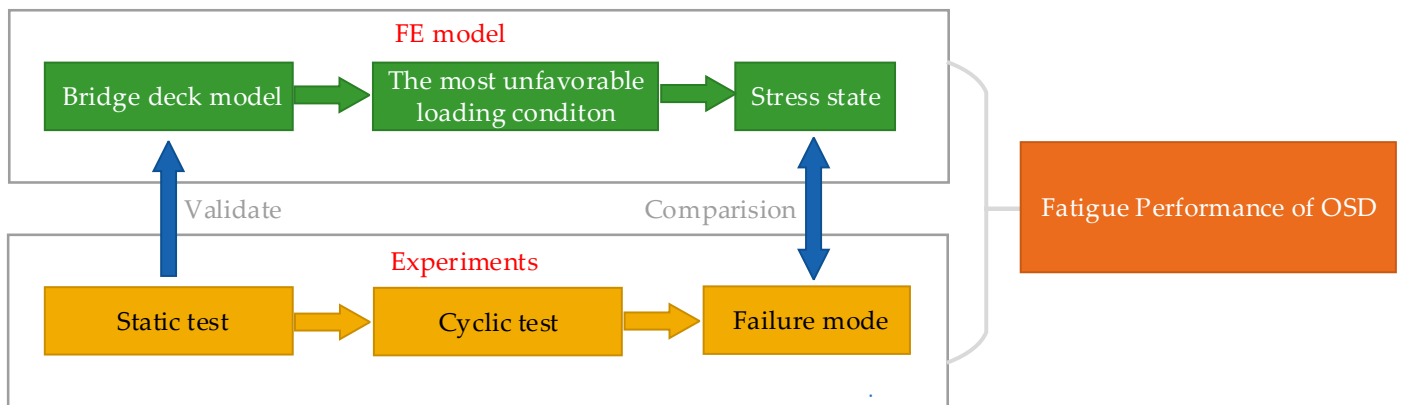 FE model
Bridge deck model
The most unfavorable
loading conditon
Stress state
Validate
Comparision
Fatigue Performance of OSD
Experiments
Static test
Cyclic test
Failure mode